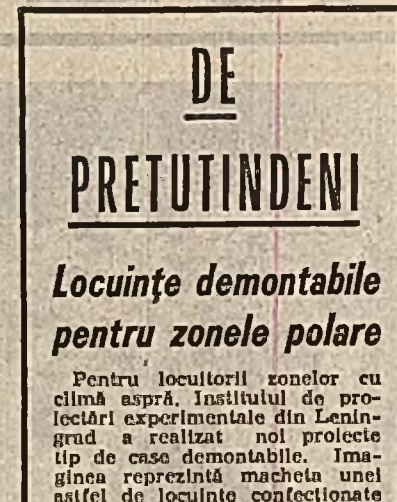 DE
PRETUTINDENI
Locuințe demontabile
pentru zonele polare
Pentru locuitorii zonelor cu
climă aspră, Institutul de pro-
iectări experimentale din Lenin-
grad a realizat noi proiecte
tip de case demontabile. Ima-
ginea reprezintă macheta unei
astfel de locuințe confecționate